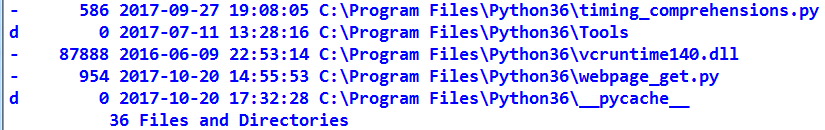 -      586 2017-09-27 19:08:05 C:\Program Files\Python36\timing_comprehensions.py
d        0 2017-07-11 13:28:16 C:\Program Files\Python36\Tools
-    87888 2016-06-09 22:53:14 C:\Program Files\Python36\vcruntime140.dll
-      954 2017-10-20 14:55:53 C:\Program Files\Python36\webpage_get.py
d        0 2017-10-20 17:32:28 C:\Program Files\Python36\__pycache__
         36 Files and Directories